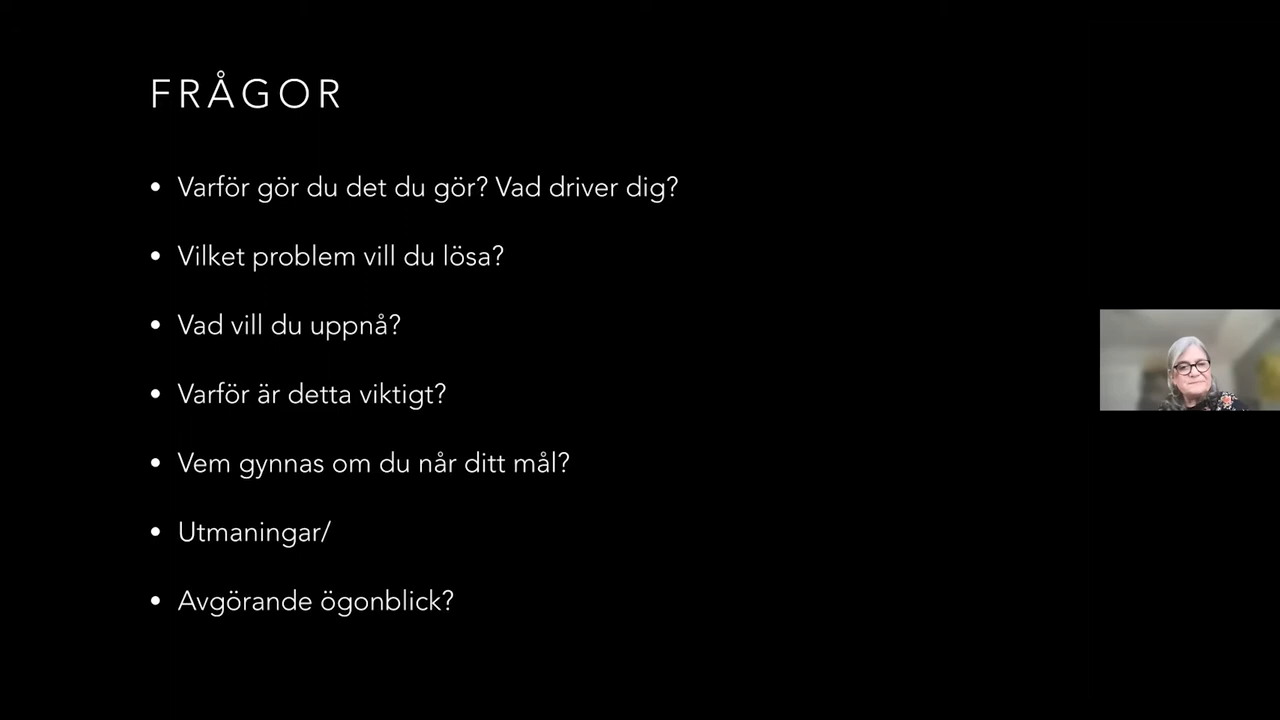 FRÅGOR
• Varför gör du det du gör? Vad driver dig?
• Vilket problem vill du lösa?
• Vad vill du uppnå?
• Varför är detta viktigt?
• Vem gynnas om du når ditt mål?
• Utmaningar/
• Avgörande ögonblick?